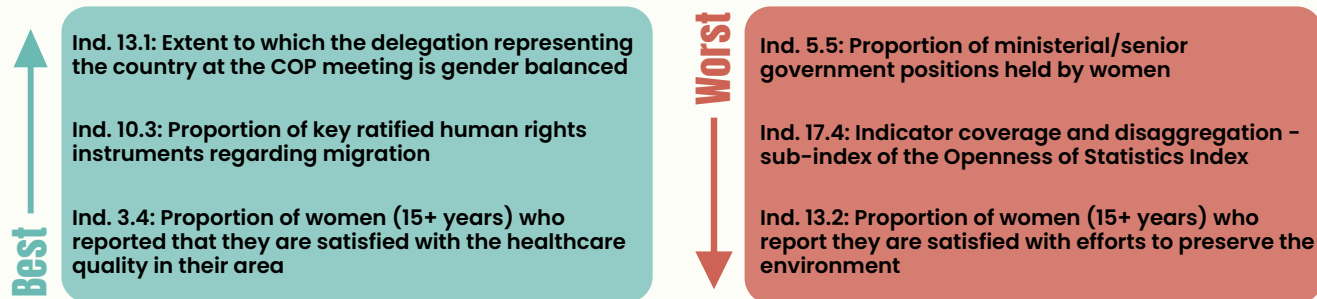 Best
Ind. 13.1: Extent to which the delegation representing
the country at the COP meeting is gender balanced
Ind. 10.3: Proportion of key ratified human rights
instruments regarding migration
Ind. 3.4: Proportion of women (15+ years) who
reported that they are satisfied with the healthcare
quality in their area
Worst
Ind. 5.5: Proportion of ministerial/senior
government positions held by women
Ind. 17.4: Indicator coverage and disaggregation -
sub-index of the Openness of Statistics Index
Ind. 13.2: Proportion of women (15+ years) who
report they are satisfied with efforts to preserve the
environment